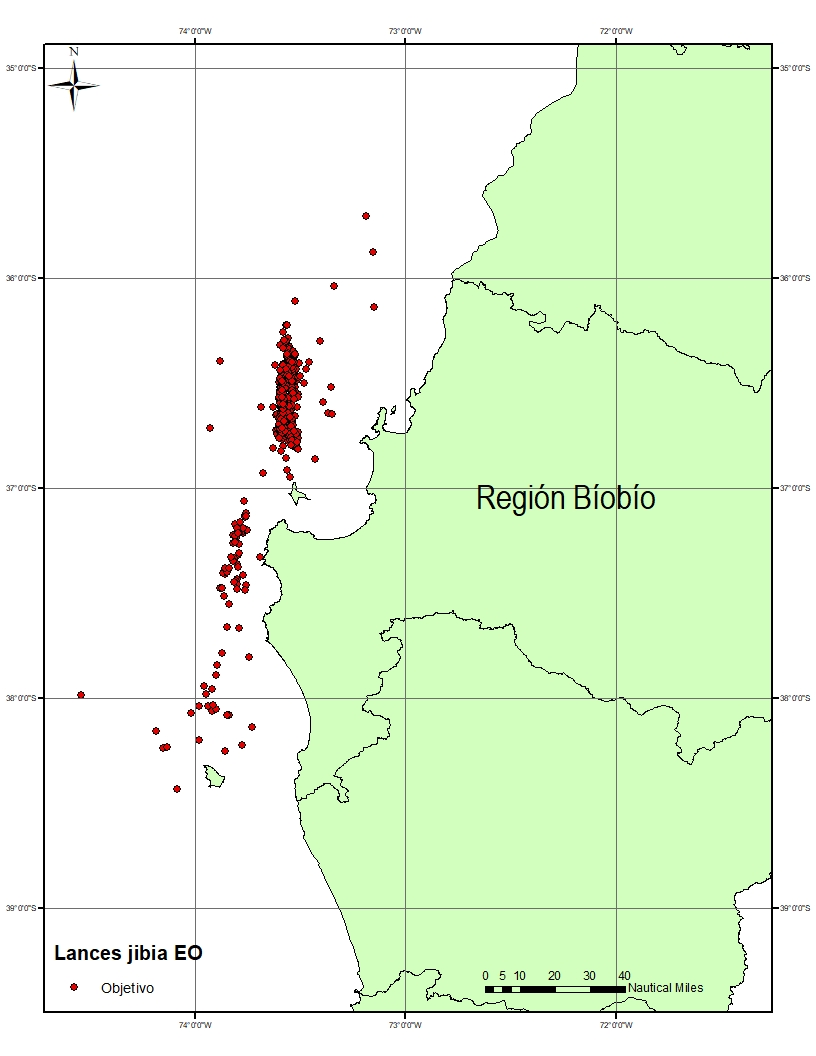 74°0'0"W 73°0'0"W 72°0'0"W
N
35°0'0"S 35°0'0"S
36°0'0"S 36°0'0"S
37°0'0"S 37°0'0"S
Región Bíobío
38°0'0"S 38°0'0"S
39°0'0"S 39°0'0"S
Lances jibia EO
Objetivo
0 5 10 20 30 40
Nautical Miles
74°0'0"W 73°0'0"W 72°0'0"W